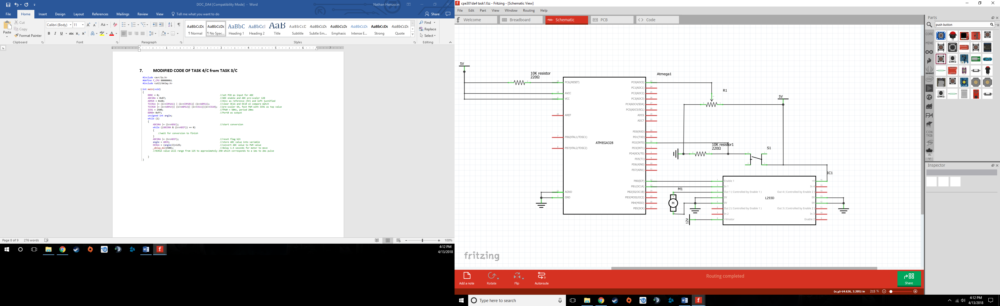 DOC_DA4 [Compatibility Mode] - Word
Nathan Hanuscin
File Home Insert Design Layout References Mailings Review View Tell me what you want to do Share
Paste
Cut
Copy
Format Painter
Clipboard
Calibri (Body) 11
Font
Paragraph
AaBbCcDc AaBbCcDc AaBbC AaBbCcI AaB AaBbCcD AaBbCcDc AaBbCcDc AaBbCcDc AaBbCcDc AaBbCcDc
¶ Normal ¶ No Spac... Heading 1 Heading 2 Title Subtitle Subtle Em... Emphasis Intense E... Strong Quote
Styles
Find
Replace
Select
Editing
7. MODIFIED CODE OF TASK 4/C from TASK 3/C
#include <avr/io.h>
#define F_CPU 8000000UL
#include <util/delay.h>
int main(void)
{
DDRC = 0; //set PC0 as input for ADC
ADCSRA = 0x87; //ADC enable and ADC pre-scaler 128
ADMUX = 0x60; //AVcc as reference (5V) and left justified
TCCR1A |= (1<<COM1A1) | (1<<COM1B1)| (1<<WGM11); //clear OC1A and OC1B on compare match
TCCR1B |= (1<<WGM13)| (1<<WGM12)| (1<<CS11)|(1<<CS10); //pre-scaler 64, fast PWM with ICR1 as top value
ICR1 = 2500; //fPWM = 50Hz, period 20ms
DDRB= 0xFF; //PortB as output
unsigned int angle;
while (1)
{
ADCSRA |= (1<<ADSC); //start conversion
while ((ADCSRA & (1<<ADIF)) == 0)
{
//wait for conversion to finish
}
ADCSRA |= (1<<ADIF); //reset flag bit
angle = ADCH; //store ADC value into variable
OCR1A = (angle/2)+125; //convert ADC value to PWM value
_delay_ms(1500); //delay 1.5 seconds for motor to move
//OCR1A value will range from 125 to approximately 250 which corresponds to a 1ms to 2ms pulse
}
}
Page 8 of 9 276 words
100%
4:12 PM
4/13/2018
cpe301da4 task1.fzz - Fritzing - [Schematic View]
File Edit Part View Window Routing Help
Welcome Breadboard Schematic PCB Code
5V
10K resistor
220Ω
Atmega1
PC6(/RESET)
AVCC
VCC
AREF
PB6(XTAL1/TOSC1)
PB7(XTAL2/TOSC2)
AGND
GND
ATMEGA328
PC0(ADC0)
PC1(ADC1)
PC2(ADC2)
PC3(ADC3)
PC4(ADC4/SDA)
PC5(ADC5/SCL)
ADC6
ADC7
PD0(RXD)
PD1(TXD)
PD2(INT0)
PD3(INT1)
PD4(XCK/T0)
PD5(T1)
PD6(AIN0)
PD7(AIN1)
PB0(ICP)
PB1(OC1A)
PB2(SS/OC1B)
PB3(MOSI/OC2)
PB4(MISO)
PB5(SCK)
R1
5V
10K resistor1
220Ω
S1
IC1
M1
M
12V
L293D
Enable 1
In 1
Out 1 ( Controlled by Enable 1 )
0V
0V
Out 2 ( Controlled by Enable 1 )
In 2
+Vmotor
+V
In 4
Out 4 ( Controlled by Enable 2 )
0V
0V
Out 3 ( Controlled by Enable 2 )
In 3
Enable 2
fritzing
Add a note Rotate Flip Autoroute
Routing completed
Share
(x,y)=(4.626, 3.205) in 215 %
Parts
push button
CORE
MINE
seeed
intel
PA
CON
TRIB
Inspector
Type here to search
4:12 PM
4/13/2018